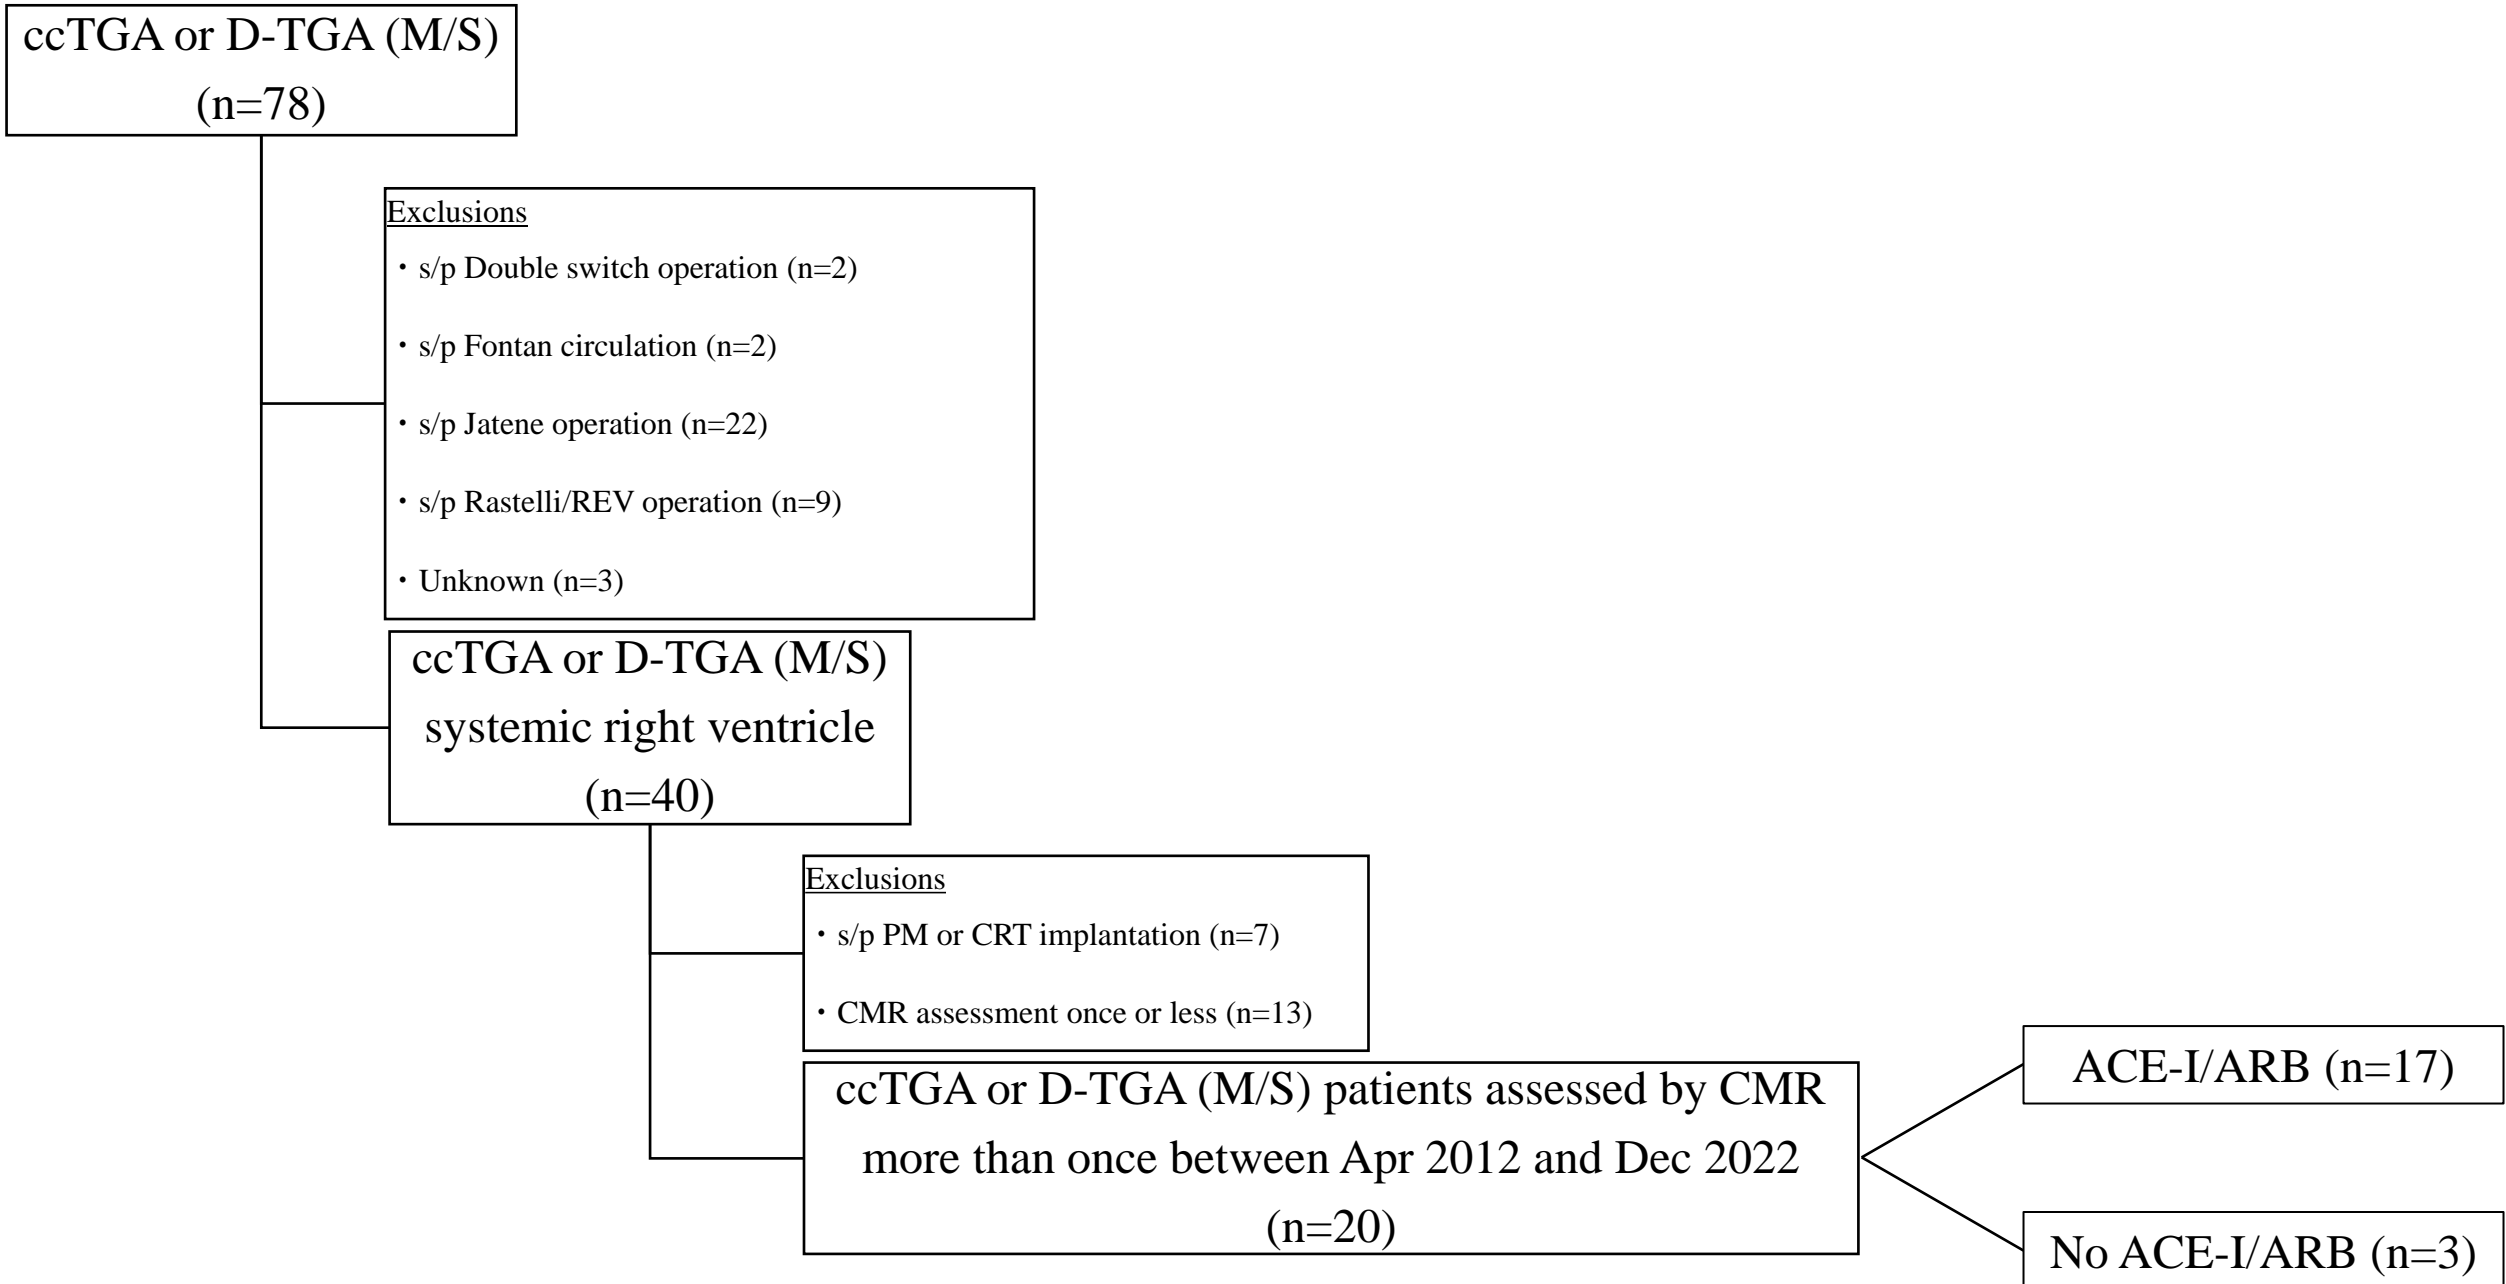 ccTGA or D-TGA (M/S)
(n=78)
Exclusions
・s/p Double switch operation (n=2)
・s/p Fontan circulation (n=2)
・s/p Jatene operation (n=22)
・s/p Rastelli/REV operation (n=9)
・Unknown (n=3)
ccTGA or D-TGA (M/S)
systemic right ventricle
(n=40)
Exclusions
・s/p PM or CRT implantation (n=7)
・CMR assessment once or less (n=13)
ccTGA or D-TGA (M/S) patients assessed by CMR
more than once between Apr 2012 and Dec 2022
(n=20)
ACE-I/ARB (n=17)
No ACE-I/ARB (n=3)